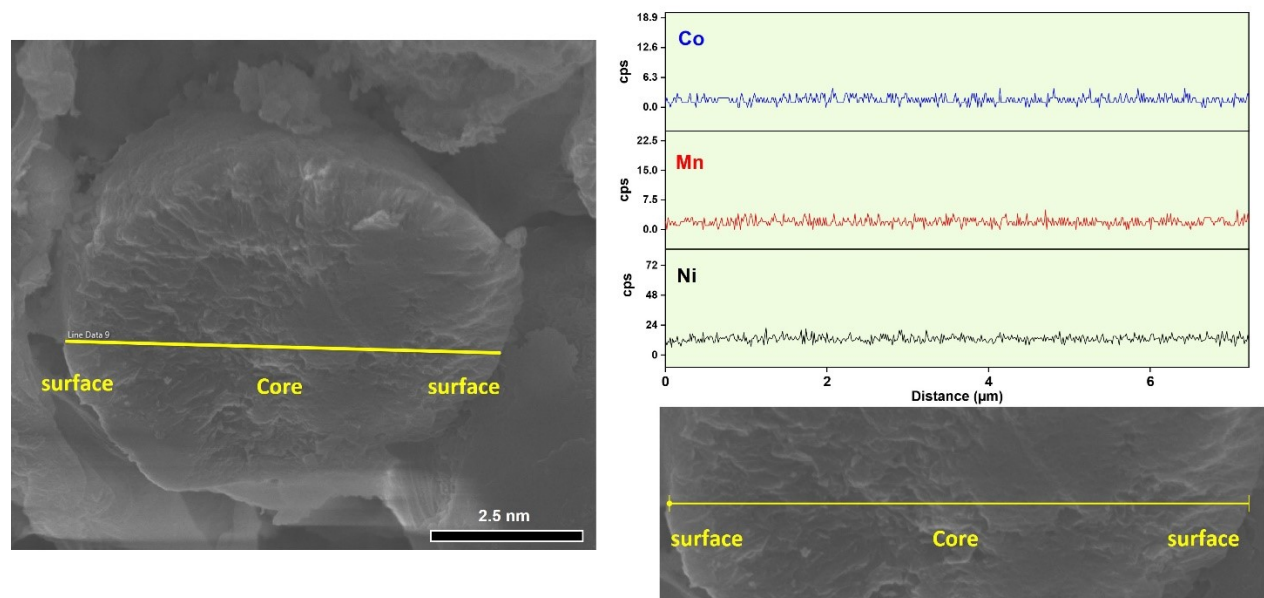 Line Data 9
surface
Core
surface
2.5 nm
18.9
12.6
6.3
0.0
cps
Co
22.5
15.0
7.5
0.0
cps
Mn
72
48
24
0
cps
Ni
0
2
4
6
Distance (µm)
surface
Core
surface